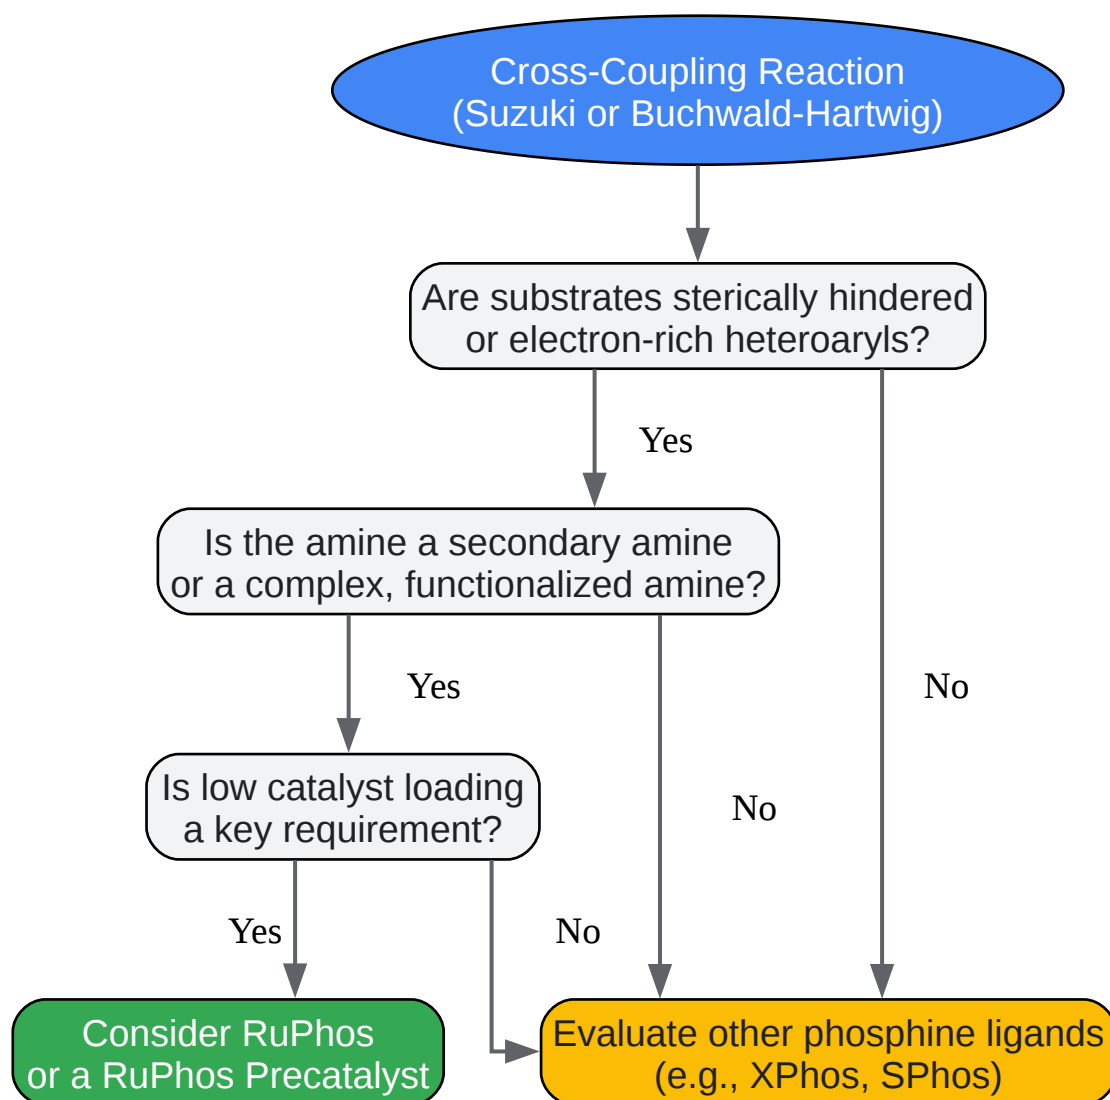 Cross-Coupling Reaction
(Suzuki or Buchwald-Hartwig)
Are substrates sterically hindered
or electron-rich heteroaryls?
Yes
Is the amine a secondary amine
or a complex, functionalized amine?
Yes
No
Is low catalyst loading
a key requirement?
No
Yes
No
Consider RuPhos
or a RuPhos Precatalyst
Evaluate other phosphine ligands
(e.g., XPhos, SPhos)